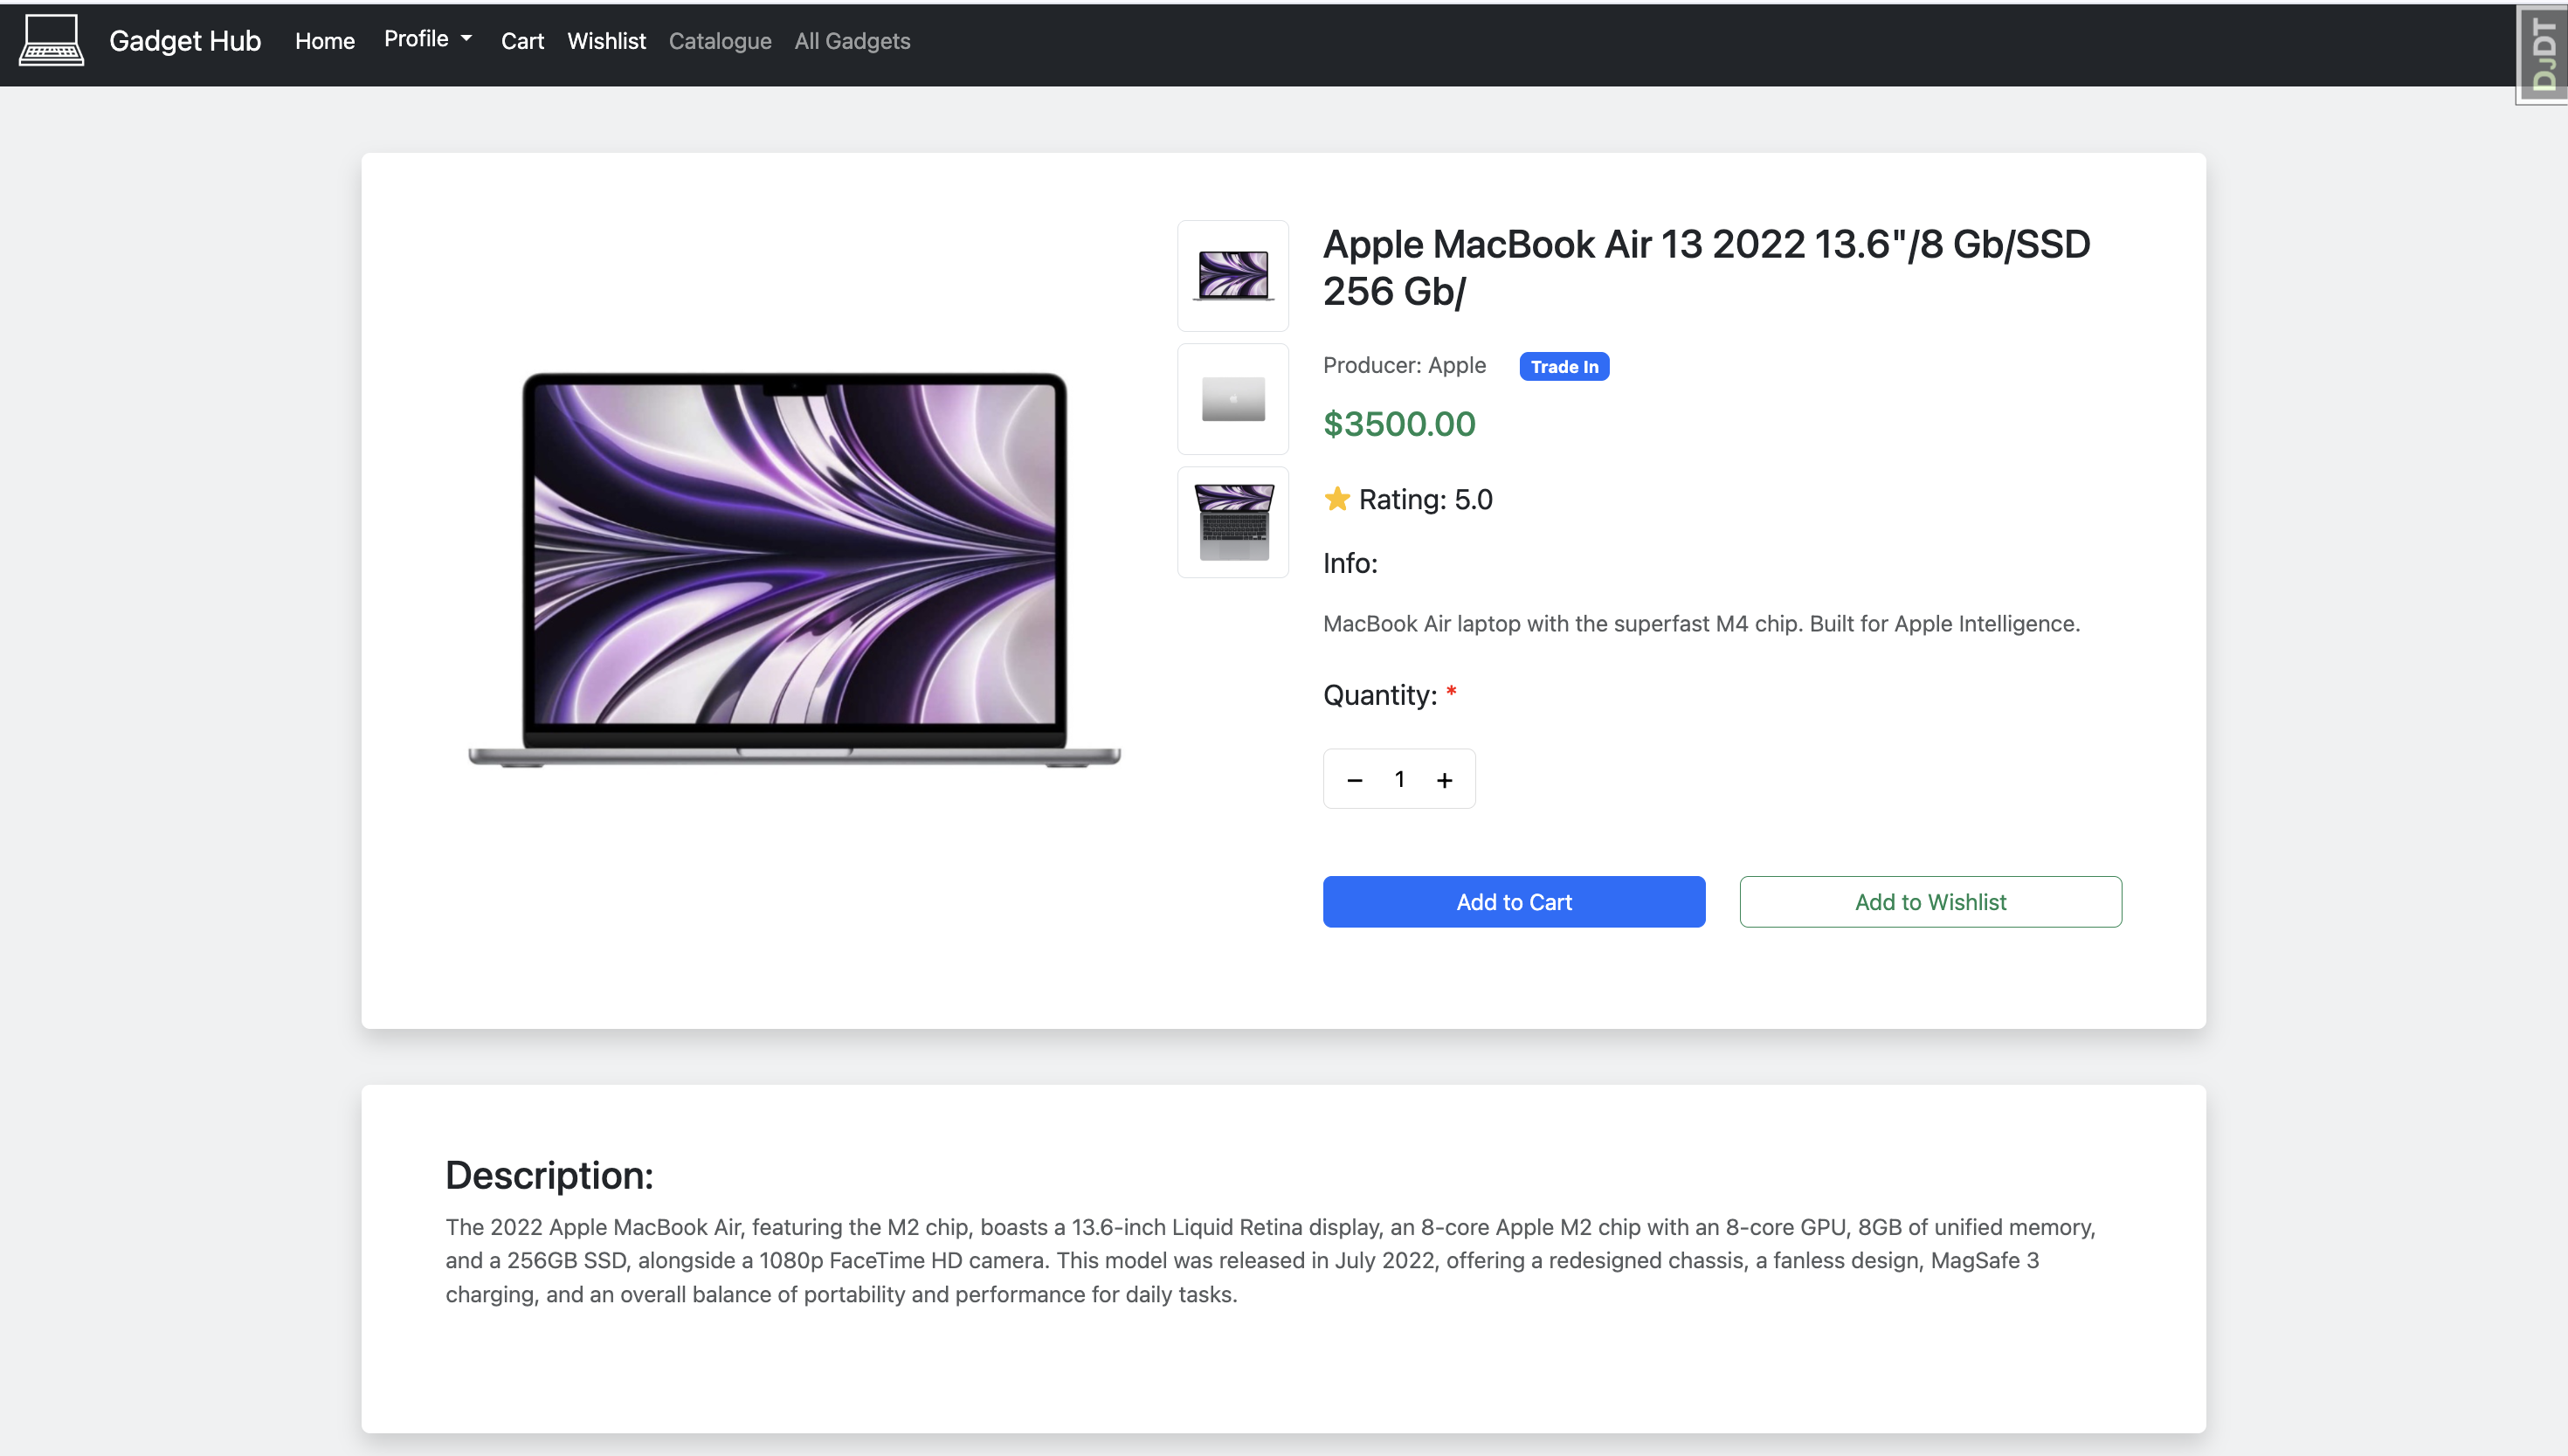 Gadget Hub Home Profile Cart Wishlist Catalogue All Gadgets
DJDT
Apple MacBook Air 13 2022 13.6"/8 Gb/SSD
256 Gb/
Producer: Apple Trade In
$3500.00
Rating: 5.0
Info:
MacBook Air laptop with the superfast M4 chip. Built for Apple Intelligence.
Quantity: *
− 1 +
Add to Cart Add to Wishlist
Description:
The 2022 Apple MacBook Air, featuring the M2 chip, boasts a 13.6-inch Liquid Retina display, an 8-core Apple M2 chip with an 8-core GPU, 8GB of unified memory,
and a 256GB SSD, alongside a 1080p FaceTime HD camera. This model was released in July 2022, offering a redesigned chassis, a fanless design, MagSafe 3
charging, and an overall balance of portability and performance for daily tasks.